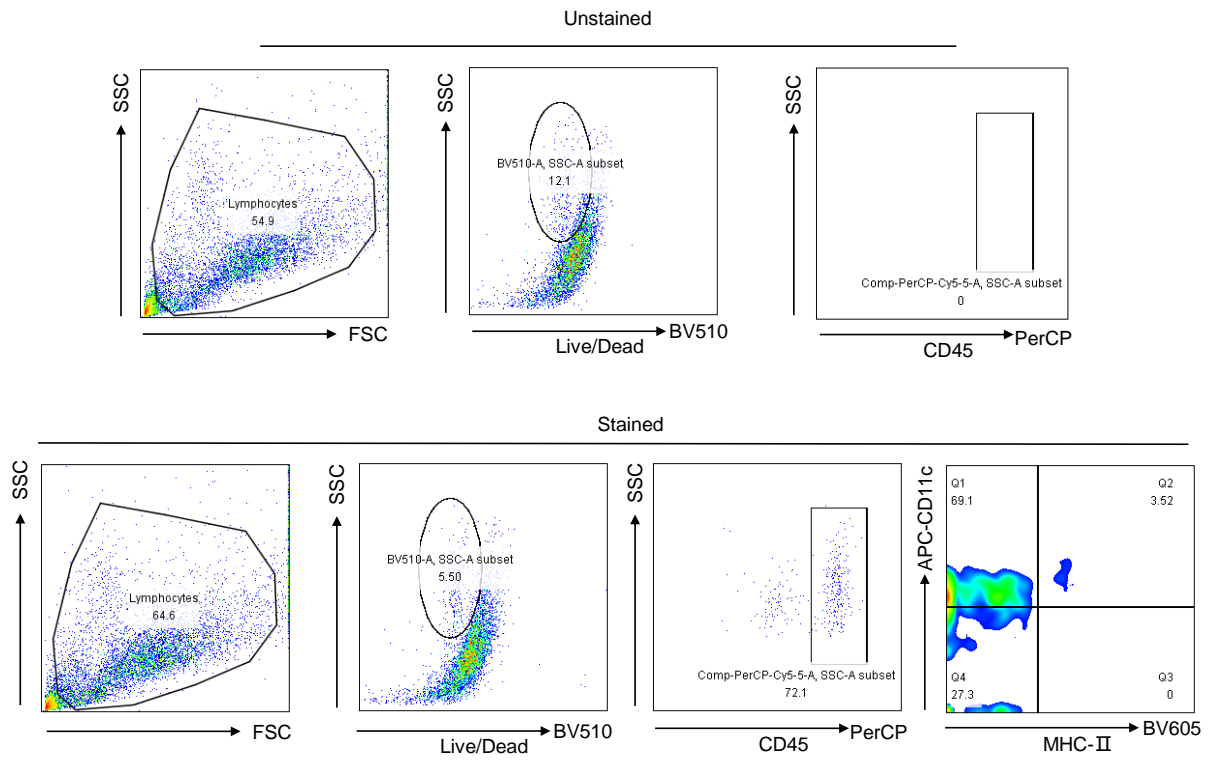 Unstained
SSC
Lymphocytes
54.9
FSC
SSC
BV510-A, SSC-A subset
12.1
BV510
Live/Dead
SSC
Comp-PerCP-Cy5-5-A, SSC-A subset
0
PerCP
CD45
Stained
SSC
Lymphocytes
64.6
FSC
SSC
BV510-A, SSC-A subset
5.50
BV510
Live/Dead
SSC
Comp-PerCP-Cy5-5-A, SSC-A subset
72.1
PerCP
CD45
APC-CD11c
Q1
69.1
Q2
3.52
Q4
27.3
Q3
0
BV605
MHC-Ⅱ